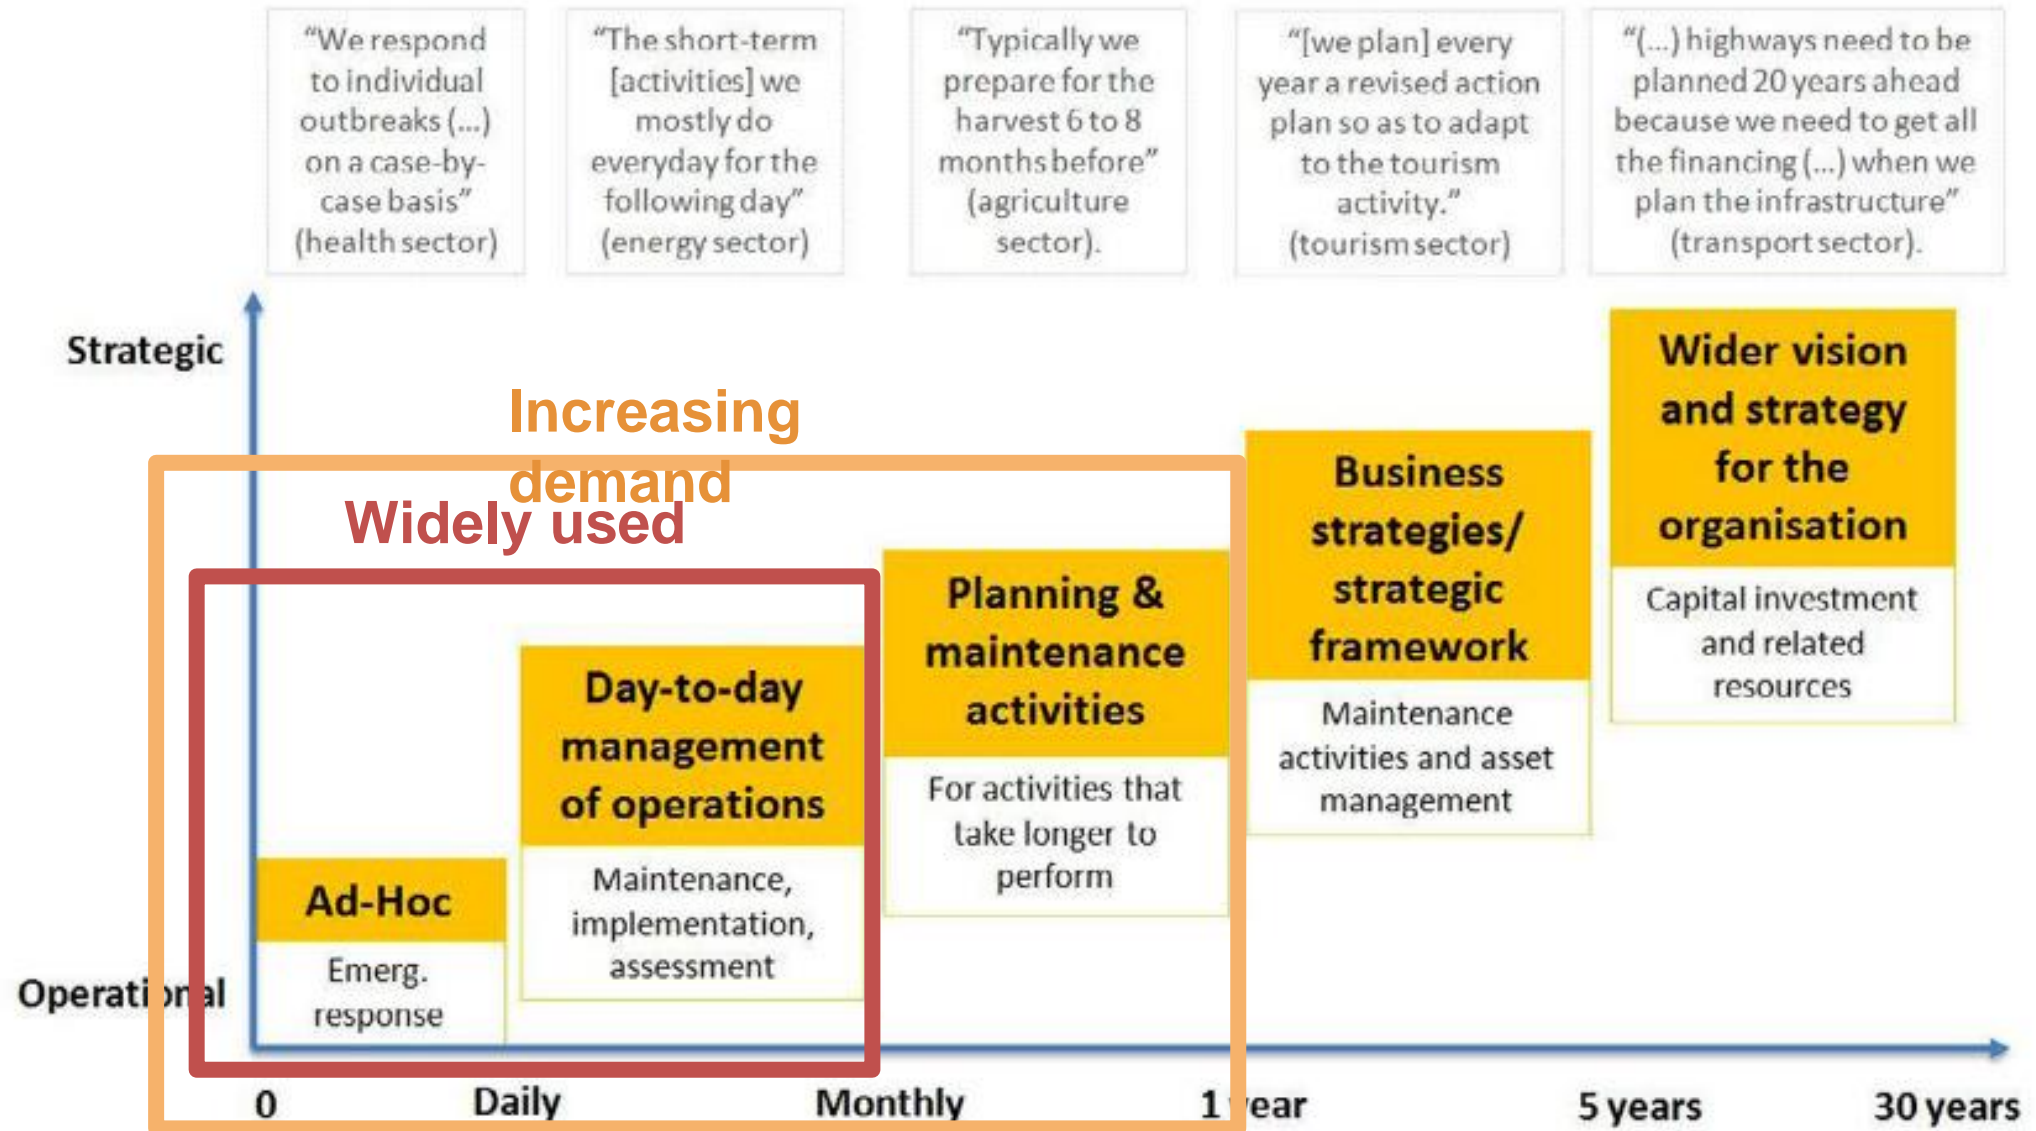 “We respond
to individual
outbreaks (...)
on a case-by-
case basis”
(health sector)
“The short-term
[activities] we
mostly do
everyday for the
following day”
(energy sector)
“Typically we
prepare for the
harvest 6 to 8
months before”
(agriculture
sector).
“[we plan] every
year a revised action
plan so as to adapt
to the tourism
activity.”
(tourism sector)
“(...) highways need to be
planned 20 years ahead
because we need to get all
the financing (...) when we
plan the infrastructure”
(transport sector).
Strategic
Increasing
demand
Widely used
Operational
Ad-Hoc
Emerg.
response
Day-to-day
management
of operations
Maintenance,
implementation,
assessment
Planning &
maintenance
activities
For activities that
take longer to
perform
Business
strategies/
strategic
framework
Maintenance
activities and asset
management
Wider vision
and strategy
for the
organisation
Capital investment
and related
resources
0 Daily Monthly 1 year 5 years 30 years